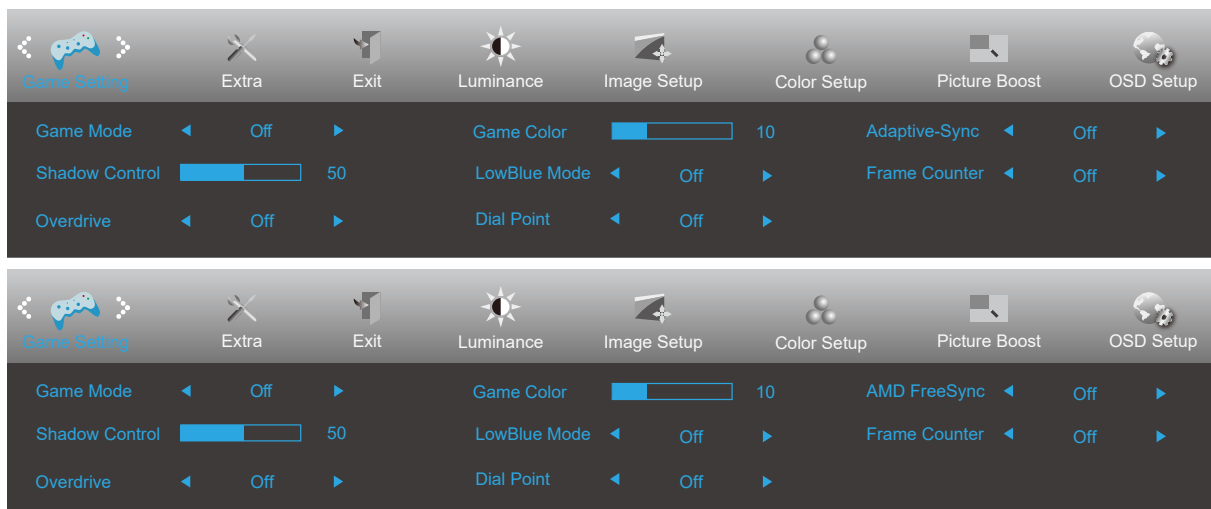 Game Setting Extra Exit Luminance Image Setup Color Setup Picture Boost OSD Setup
Game Mode Off Game Color 10 Adaptive-Sync Off
Shadow Control 50 LowBlue Mode Off Frame Counter Off
Overdrive Off Dial Point Off
Game Setting Extra Exit Luminance Image Setup Color Setup Picture Boost OSD Setup
Game Mode Off Game Color 10 AMD FreeSync Off
Shadow Control 50 LowBlue Mode Off Frame Counter Off
Overdrive Off Dial Point Off